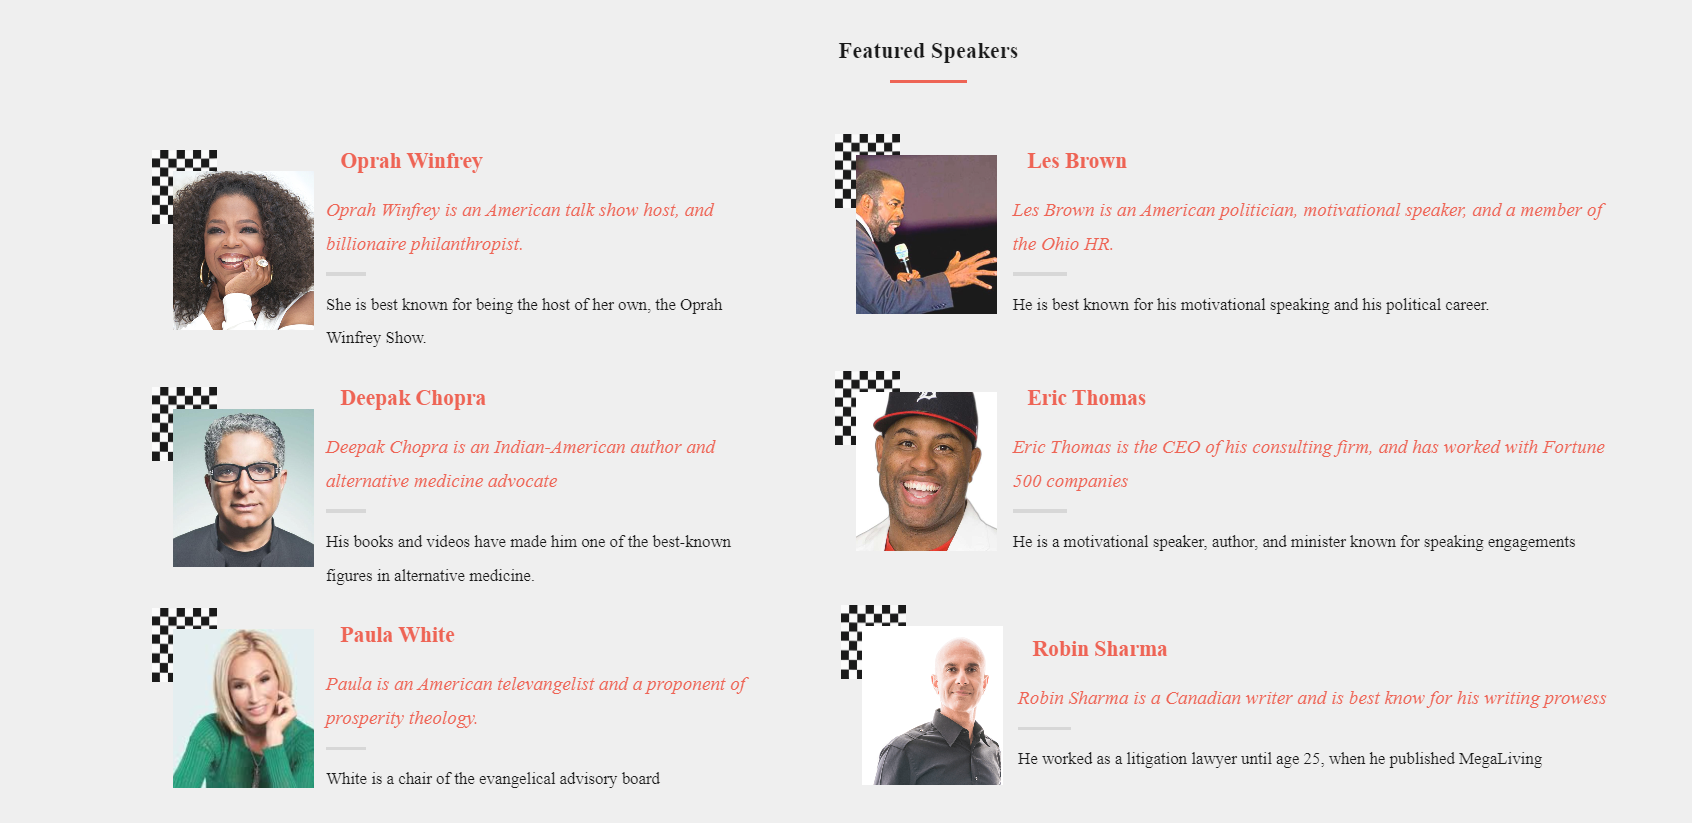 Featured Speakers
Oprah Winfrey
Oprah Winfrey is an American talk show host, and
billionaire philanthropist.
She is best known for being the host of her own, the Oprah
Winfrey Show.
Les Brown
Les Brown is an American politician, motivational speaker, and a member of
the Ohio HR.
He is best known for his motivational speaking and his political career.
Deepak Chopra
Deepak Chopra is an Indian-American author and
alternative medicine advocate
His books and videos have made him one of the best-known
figures in alternative medicine.
Eric Thomas
Eric Thomas is the CEO of his consulting firm, and has worked with Fortune
500 companies
He is a motivational speaker, author, and minister known for speaking engagements
Paula White
Paula is an American televangelist and a proponent of
prosperity theology.
White is a chair of the evangelical advisory board
Robin Sharma
Robin Sharma is a Canadian writer and is best know for his writing prowess
He worked as a litigation lawyer until age 25, when he published MegaLiving